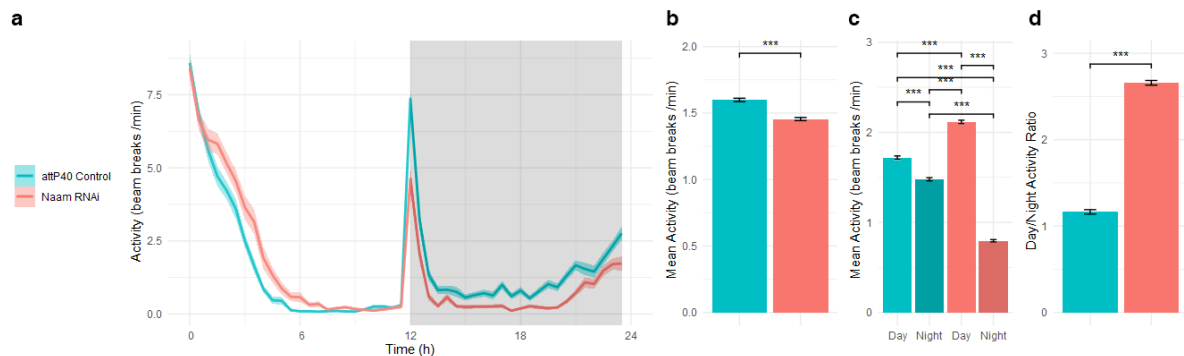 a
Activity (beam breaks /min)
7.5
5.0
2.5
0.0
0
6
12
18
24
Time (h)
attP40 Control
Naam RNAi
b
Mean Activity (beam breaks /min)
2.0
1.5
1.0
0.5
0.0
***
c
Mean Activity (beam breaks /min)
3
2
1
0
***
***
***
***
***
***
Day
Night
Day
Night
d
Day/Night Activity Ratio
3
2
1
0
***